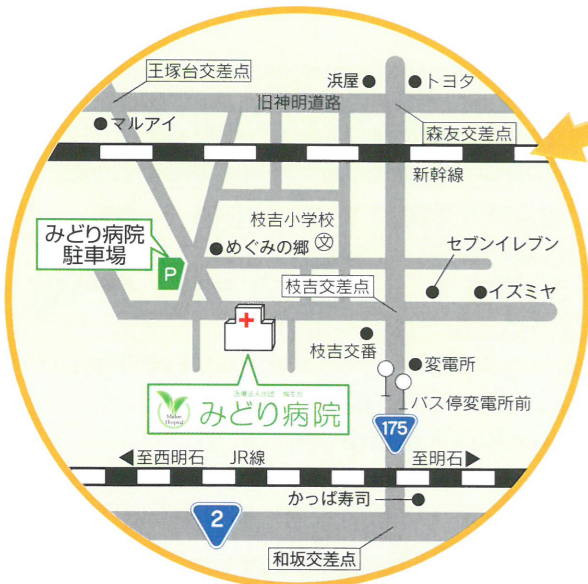 王塚台交差点
浜屋
トヨタ
旧神明道路
マルアイ
森友交差点
新幹線
枝吉小学校
文
めぐみの郷
みどり病院
駐車場
P
セブンイレブン
枝吉交差点
イズミヤ
枝吉交番
変電所
バス停変電所前
Midori
Hospital
みどり病院
175
至西明石
JR線
至明石
かっぱ寿司
2
和坂交差点